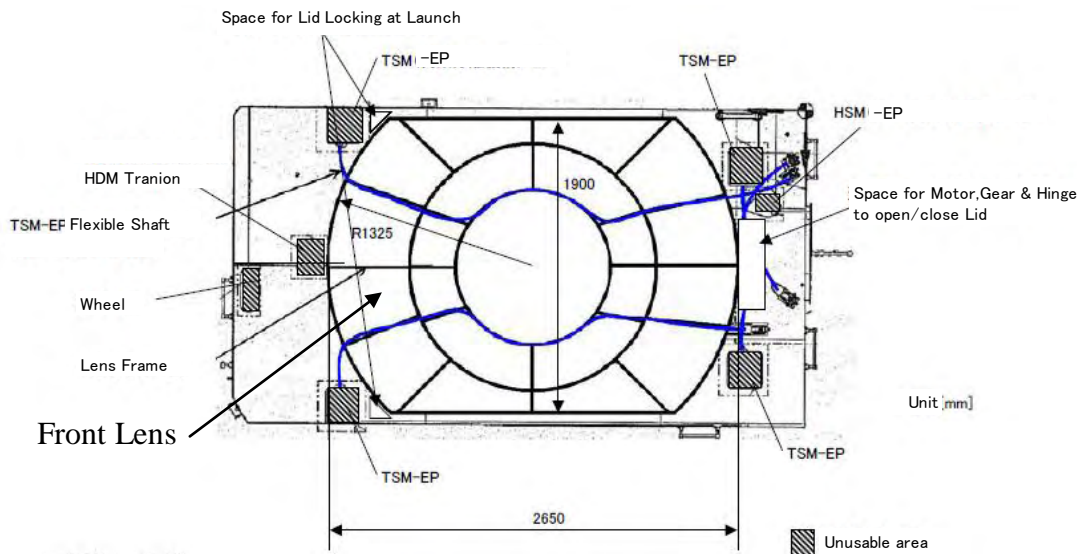 Space for Lid Locking at Launch
TSM -EP
TSM-EP
HSM -EP
HDM Tranion
1900
Space for Motor,Gear & Hinge
to open/close Lid
TSM-EP Flexible Shaft
R1325
Wheel
Lens Frame
Unit [mm]
Front Lens
TSM-EP
TSM-EP
2650
Unusable area